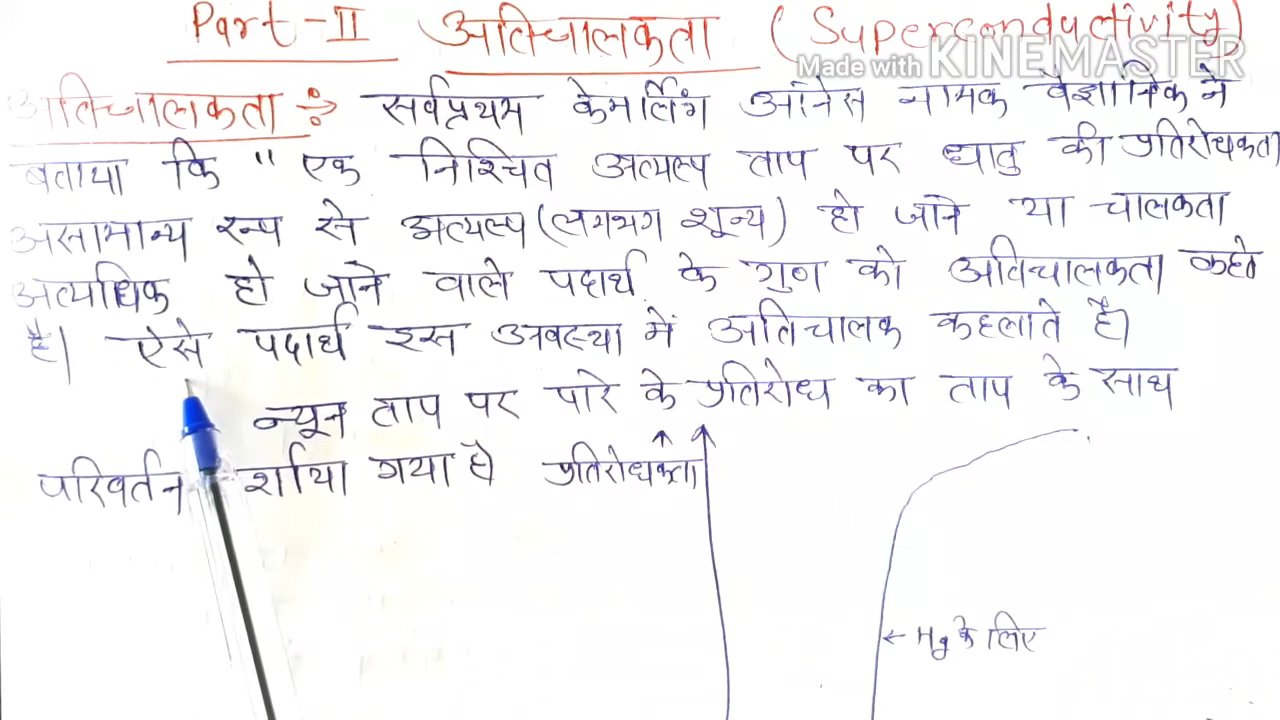 Part-II अतिचालकता (Superconductivity)
Made with KINEMASTER
अतिचालकता :→ सर्वप्रथम केमर्लिंग ऑनेस नामक वैज्ञानिक ने
बताया कि " एक निश्चित अत्यल्प ताप पर धातु की प्रतिरोधकता
असामान्य रूप से अत्यल्प (लगभग शून्य) हो जाने या चालकता
अत्याधिक हो जाने वाले पदार्थ के गुण को अतिचालकता कहते
है। ऐसे पदार्थ इस अवस्था में अतिचालक कहलाते है।
न्यून ताप पर पारे के प्रतिरोध का ताप के साथ
परिवर्तन र्शाया गया है प्रतिरोधकता ↑
← Hg के लिए